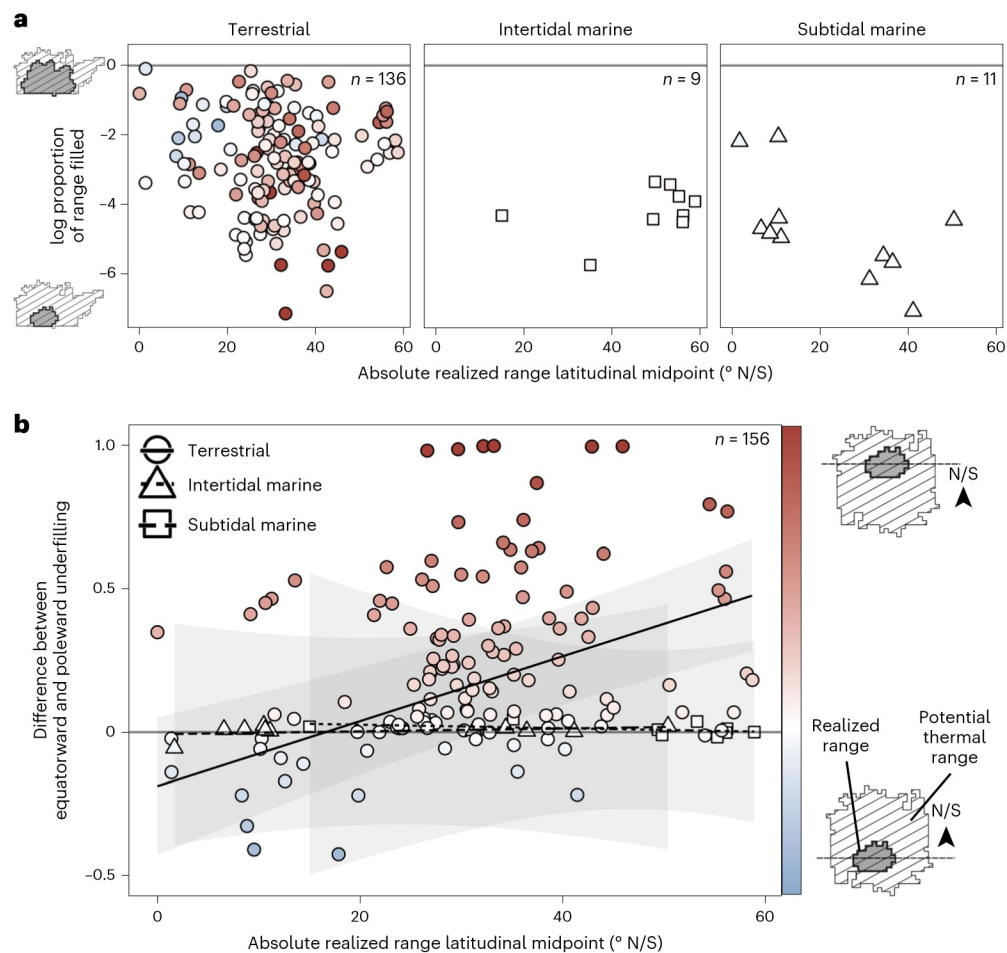 a
Terrestrial
Intertidal marine
Subtidal marine
n = 136
n = 9
n = 11
0
–2
–4
–6
log proportion
of range filled
0 20 40 60
0 20 40 60
0 20 40 60
Absolute realized range latitudinal midpoint (° N/S)
b
n = 156
Terrestrial
Intertidal marine
Subtidal marine
1.0
0.5
0
–0.5
Difference between
equatorward and poleward underfilling
0 20 40 60
Absolute realized range latitudinal midpoint (° N/S)
N/S
Realized
range
Potential
thermal
range
N/S